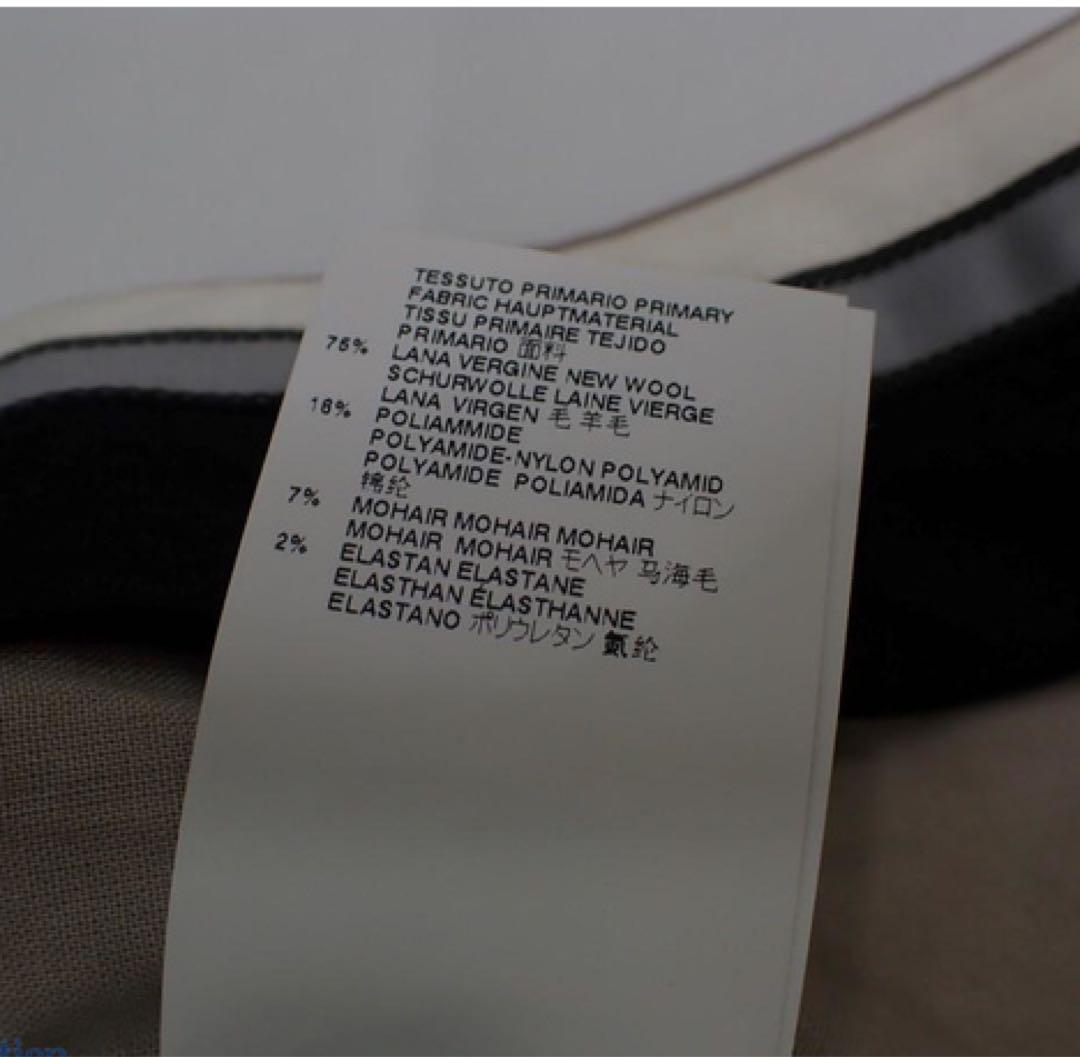 TESSUTO PRIMARIO PRIMARY
FABRIC HAUPTMATERIAL
TISSU PRIMAIRE TEJIDO
PRIMARIO 面料
75% LANA VERGINE NEW WOOL
SCHURWOLLE LAINE VIERGE
LANA VIRGEN 毛 羊毛
16% POLIAMMIDE
POLYAMIDE-NYLON POLYAMID
POLYAMIDE POLIAMIDA ナイロン
锦纶
7% MOHAIR MOHAIR MOHAIR
MOHAIR MOHAIR モヘヤ 马海毛
2% ELASTAN ELASTANE
ELASTHAN ÉLASTHANNE
ELASTANO ポリウレタン 氨纶